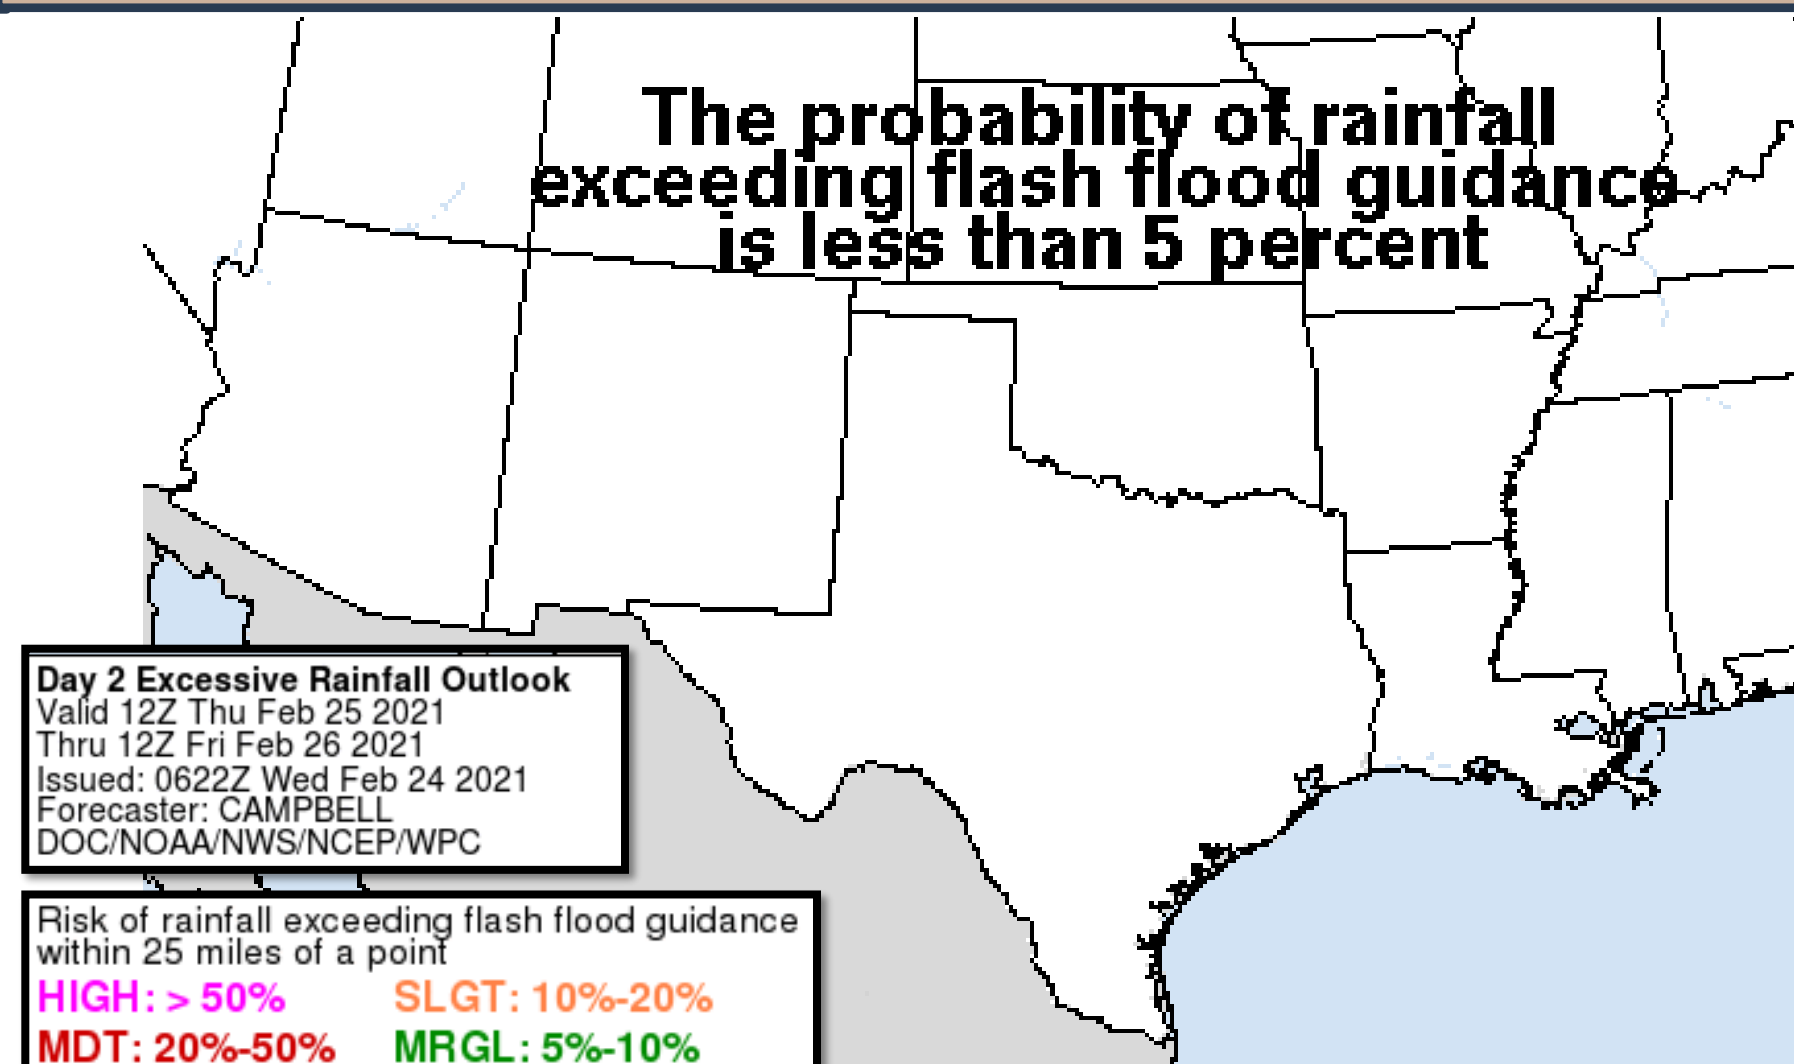 The probability of rainfall
exceeding flash flood guidance
is less than 5 percent
Day 2 Excessive Rainfall Outlook
Valid 12Z Thu Feb 25 2021
Thru 12Z Fri Feb 26 2021
Issued: 0622Z Wed Feb 24 2021
Forecaster: CAMPBELL
DOC/NOAA/NWS/NCEP/WPC
Risk of rainfall exceeding flash flood guidance
within 25 miles of a point
HIGH: > 50% SLGT: 10%-20%
MDT: 20%-50% MRGL: 5%-10%